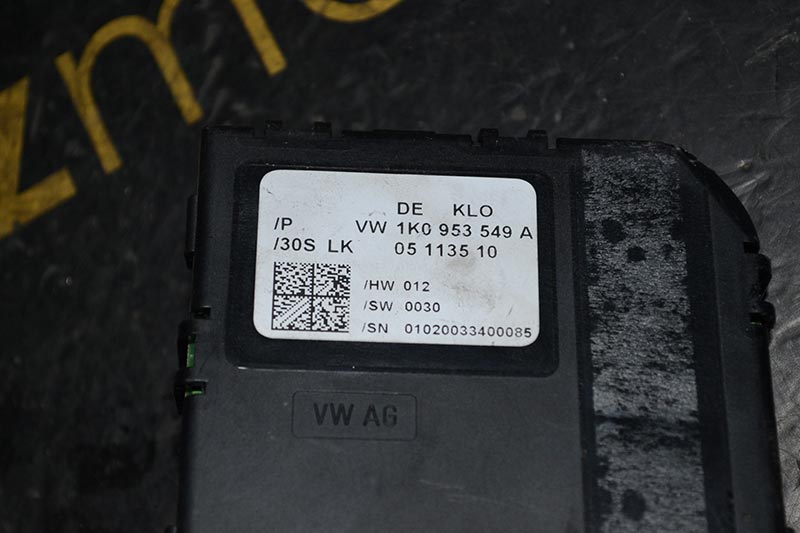 zmo
DE KLO
/P VW 1K0 953 549 A
/30S LK 05 1135 10
/HW 012
/SW 0030
/SN 01020033400085
VW AG